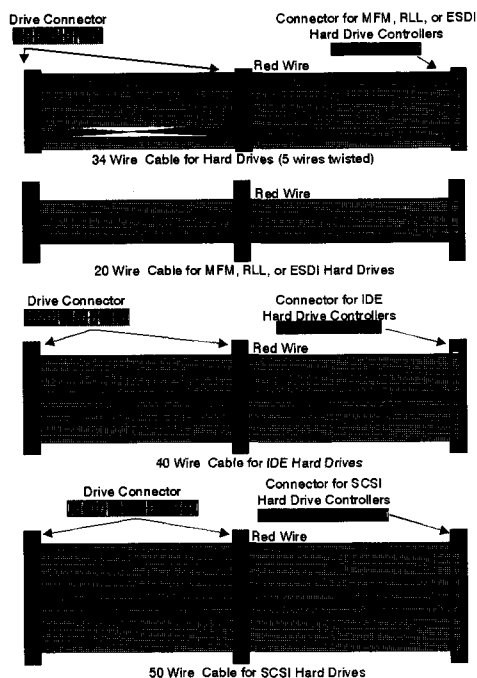 Drive Connector
Connector for MFM, RLL, or ESDI
Hard Drive Controllers
Red Wire
34 Wire Cable for Hard Drives (5 wires twisted)
Red Wire
20 Wire Cable for MFM, RLL, or ESDI Hard Drives
Drive Connector
Connector for IDE
Hard Drive Controllers
Red Wire
40 Wire Cable for IDE Hard Drives
Drive Connector
Connector for SCSI
Hard Drive Controllers
Red Wire
50 Wire Cable for SCSI Hard Drives